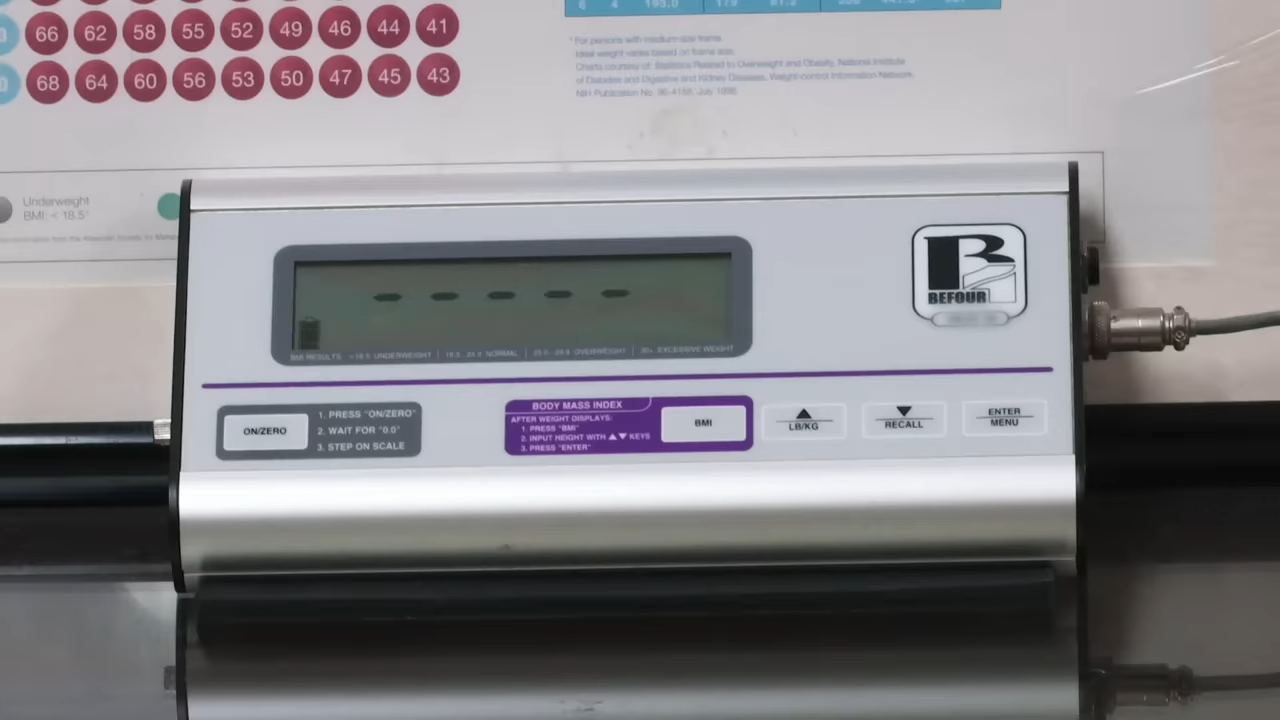 66 62 58 55 52 49 46 44 41
68 64 60 56 53 50 47 45 43
6 4 193.0 179
* For persons with medium-size frame.
Ideal weight varies based on frame size.
Charts courtesy of: Statistics Related to Overweight and Obesity, National Institute
of Diabetes and Digestive and Kidney Diseases, Weight-control Information Network,
NIH Publication No. 96-4158, July 1996
Underweight
BMI: < 18.5*
- - - - -
BMI RESULTS: <18.5 UNDERWEIGHT | 18.5 - 24.9 NORMAL | 25.0 - 29.9 OVERWEIGHT | 30+ EXCESSIVE WEIGHT
BEFOUR
ON/ZERO
1. PRESS "ON/ZERO"
2. WAIT FOR "0.0"
3. STEP ON SCALE
BODY MASS INDEX
AFTER WEIGHT DISPLAYS:
1. PRESS "BMI"
2. INPUT HEIGHT WITH ▲▼ KEYS
3. PRESS "ENTER"
BMI
▲
LB/KG
▼
RECALL
ENTER
MENU